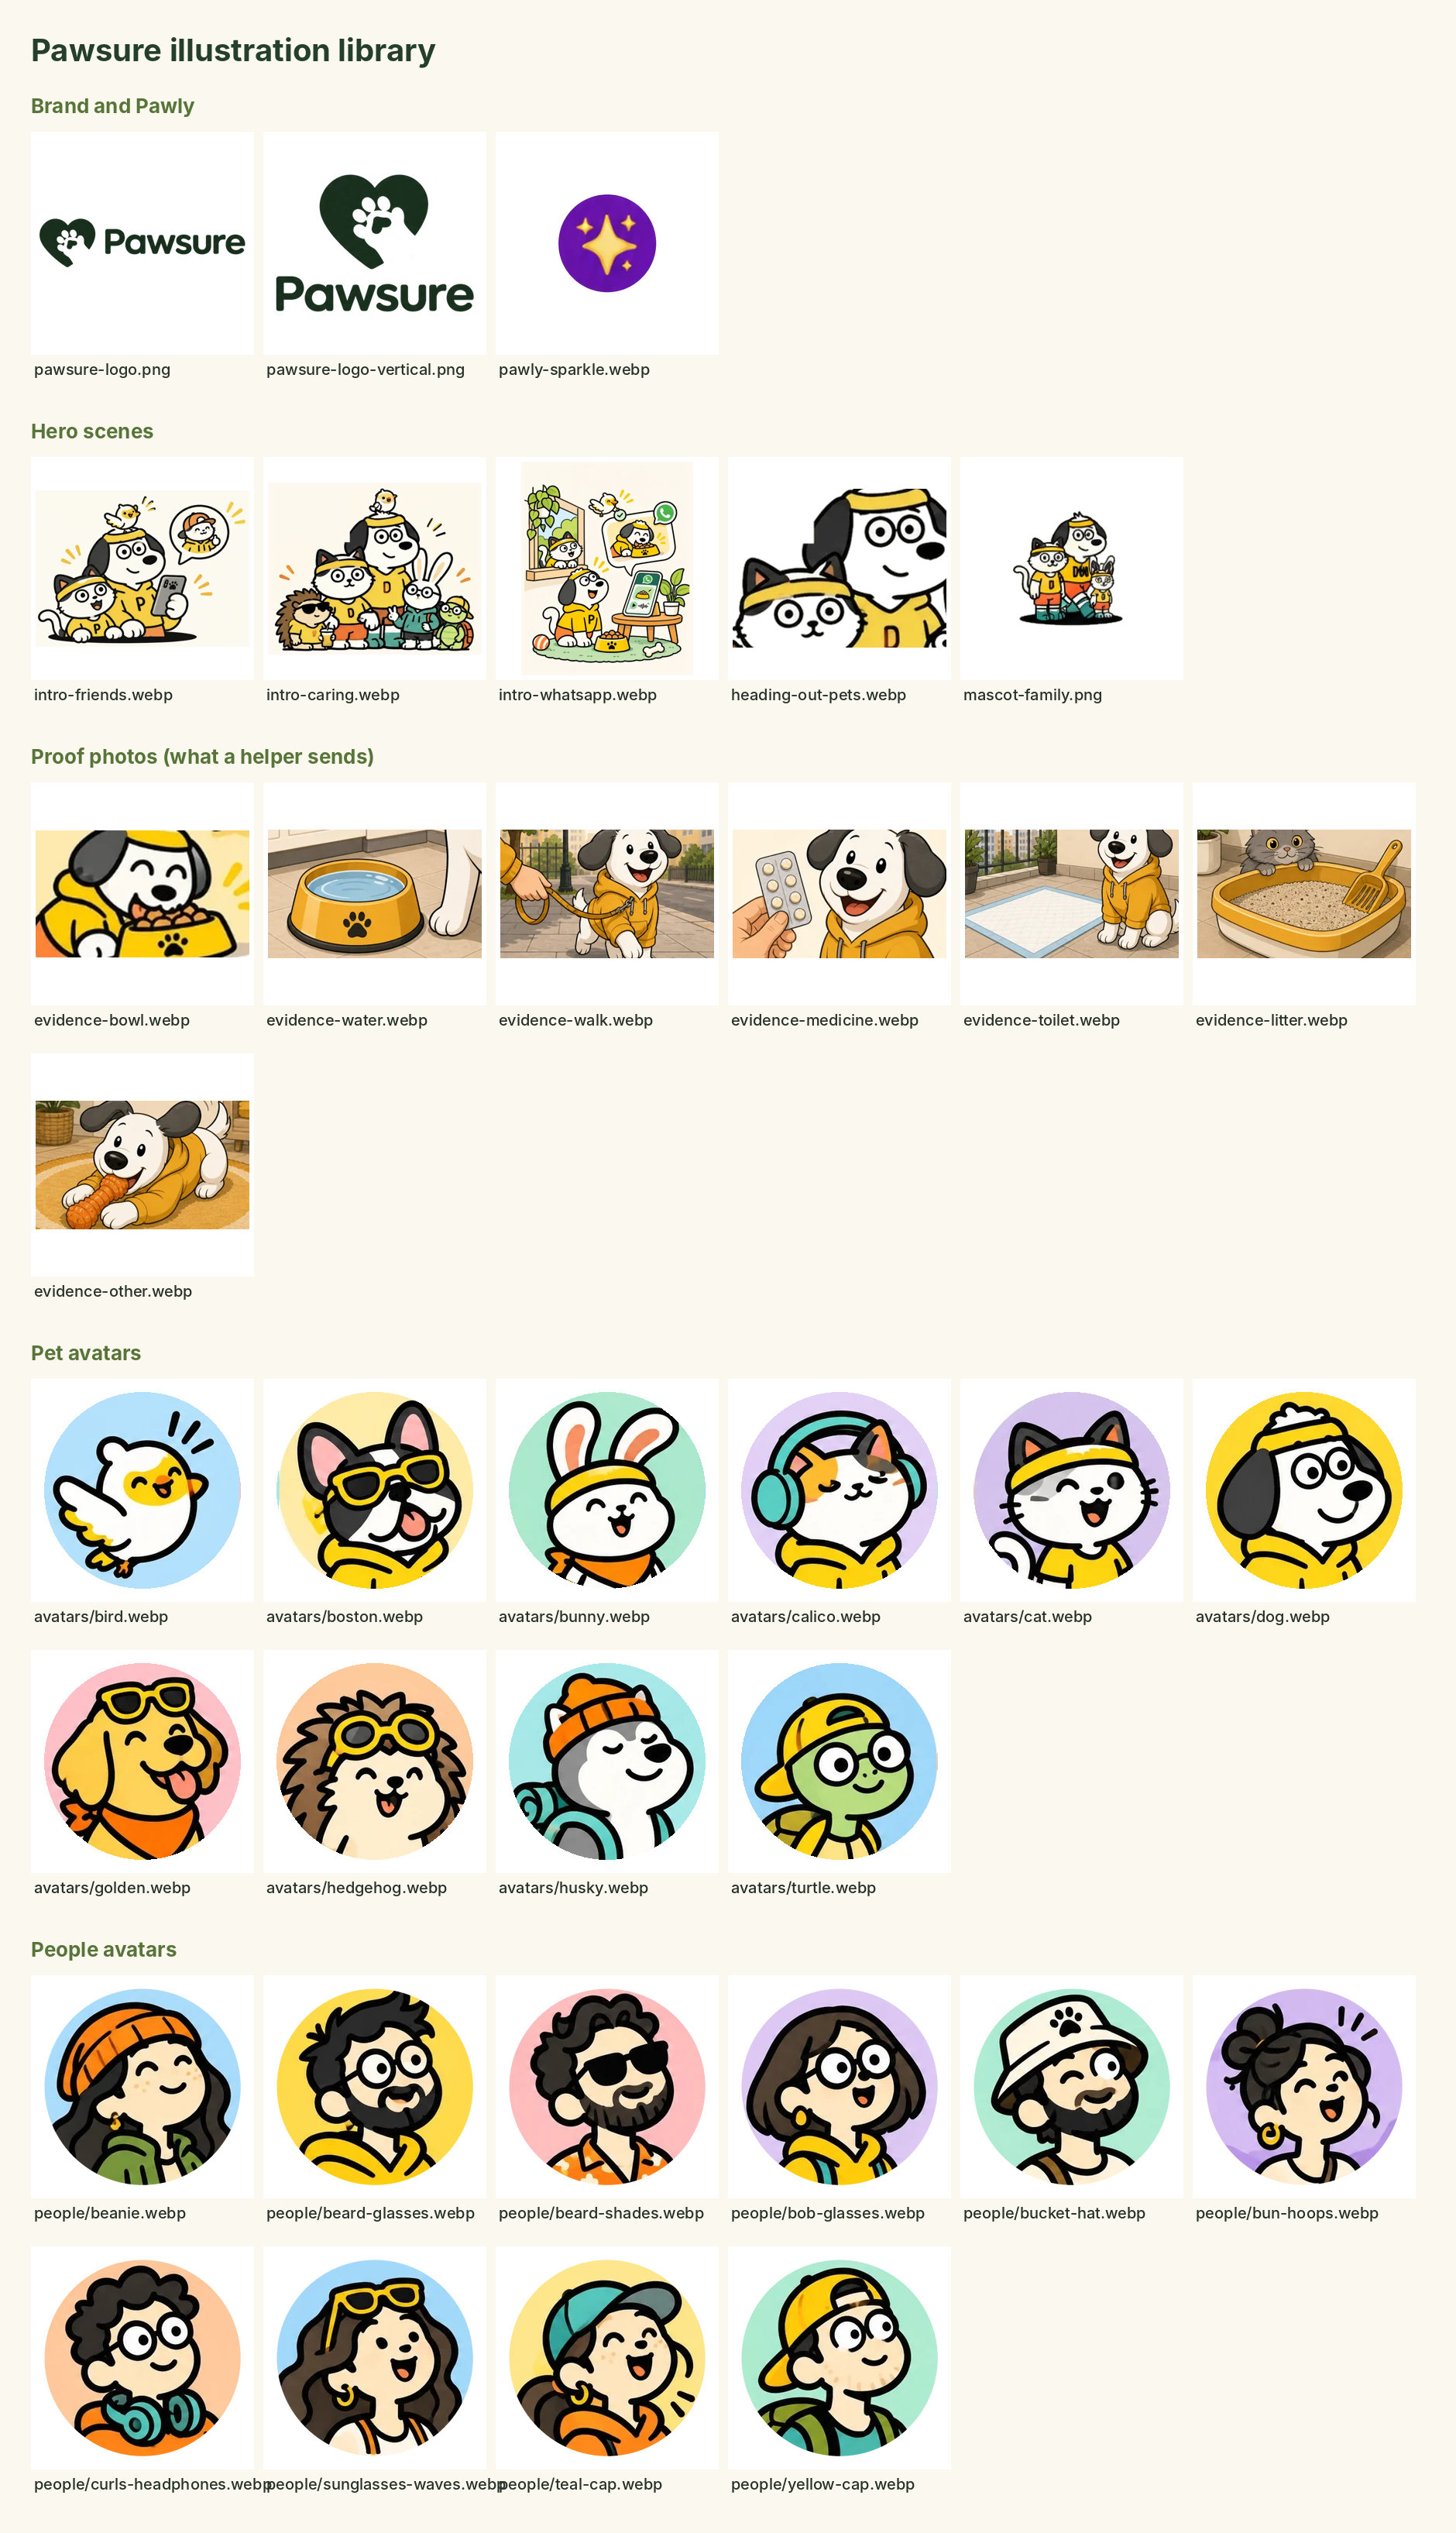 Pawsure illustration library
Brand and Pawly
Pawsure
Pawsure
pawsure-logo.png
pawsure-logo-vertical.png
pawly-sparkle.webp
Hero scenes
P
P
D
D
P
D
D
D
intro-friends.webp
intro-caring.webp
intro-whatsapp.webp
heading-out-pets.webp
mascot-family.png
Proof photos (what a helper sends)
evidence-bowl.webp
evidence-water.webp
evidence-walk.webp
evidence-medicine.webp
evidence-toilet.webp
evidence-litter.webp
evidence-other.webp
Pet avatars
avatars/bird.webp
avatars/boston.webp
avatars/bunny.webp
avatars/calico.webp
avatars/cat.webp
avatars/dog.webp
avatars/golden.webp
avatars/hedgehog.webp
avatars/husky.webp
avatars/turtle.webp
People avatars
people/beanie.webp
people/beard-glasses.webp
people/beard-shades.webp
people/bob-glasses.webp
people/bucket-hat.webp
people/bun-hoops.webp
people/curls-headphones.webp
people/sunglasses-waves.webp
people/teal-cap.webp
people/yellow-cap.webp